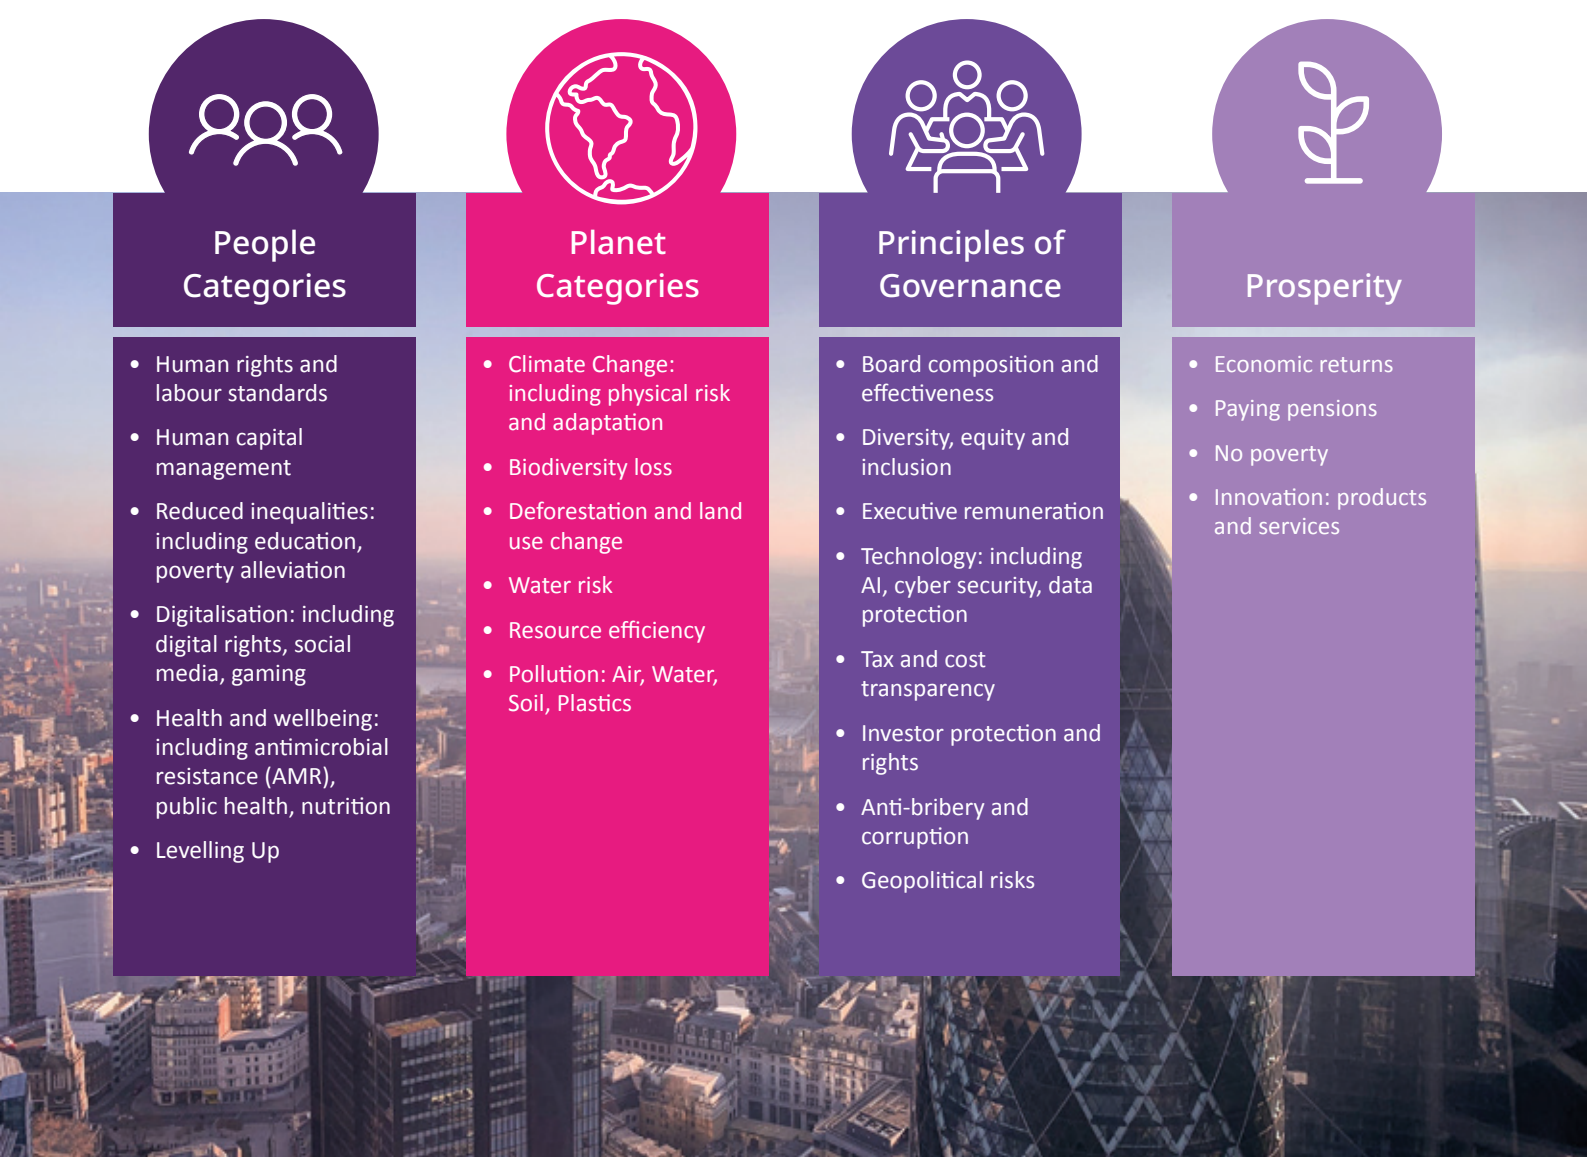 People
Categories
• Human rights and
labour standards
• Human capital
management
• Reduced inequalities:
including education,
poverty alleviation
• Digitalisation: including
digital rights, social
media, gaming
• Health and wellbeing:
including antimicrobial
resistance (AMR),
public health, nutrition
• Levelling Up
Planet
Categories
• Climate Change:
including physical risk
and adaptation
• Biodiversity loss
• Deforestation and land
use change
• Water risk
• Resource efficiency
• Pollution: Air, Water,
Soil, Plastics
Principles of
Governance
• Board composition and
effectiveness
• Diversity, equity and
inclusion
• Executive remuneration
• Technology: including
AI, cyber security, data
protection
• Tax and cost
transparency
• Investor protection and
rights
• Anti-bribery and
corruption
• Geopolitical risks
Prosperity
• Economic returns
• Paying pensions
• No poverty
• Innovation: products
and services